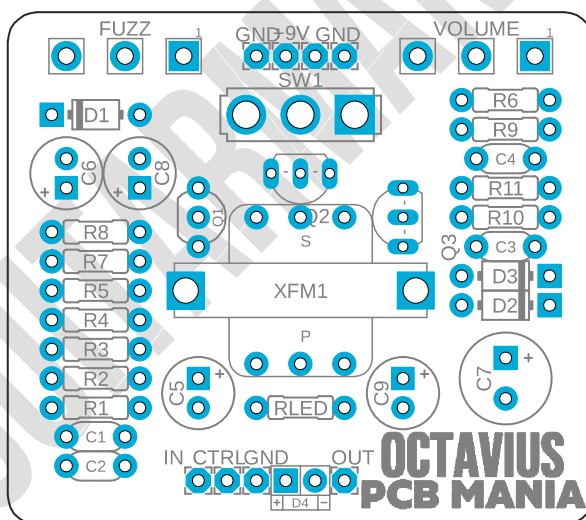 FUZZ
GND +9V GND
VOLUME
1
1
SW1
D1
R6
R9
C6
C8
C4
R11
R10
Q1
Q2
Q3
S
R8
C3
R7
D3
R5
XFM1
D2
R4
P
R3
R2
C5
C9
C7
R1
RLED
C1
C2
IN CTRL GND
OUT
+ D4 -
OCTAVIUS
PCB MANIA